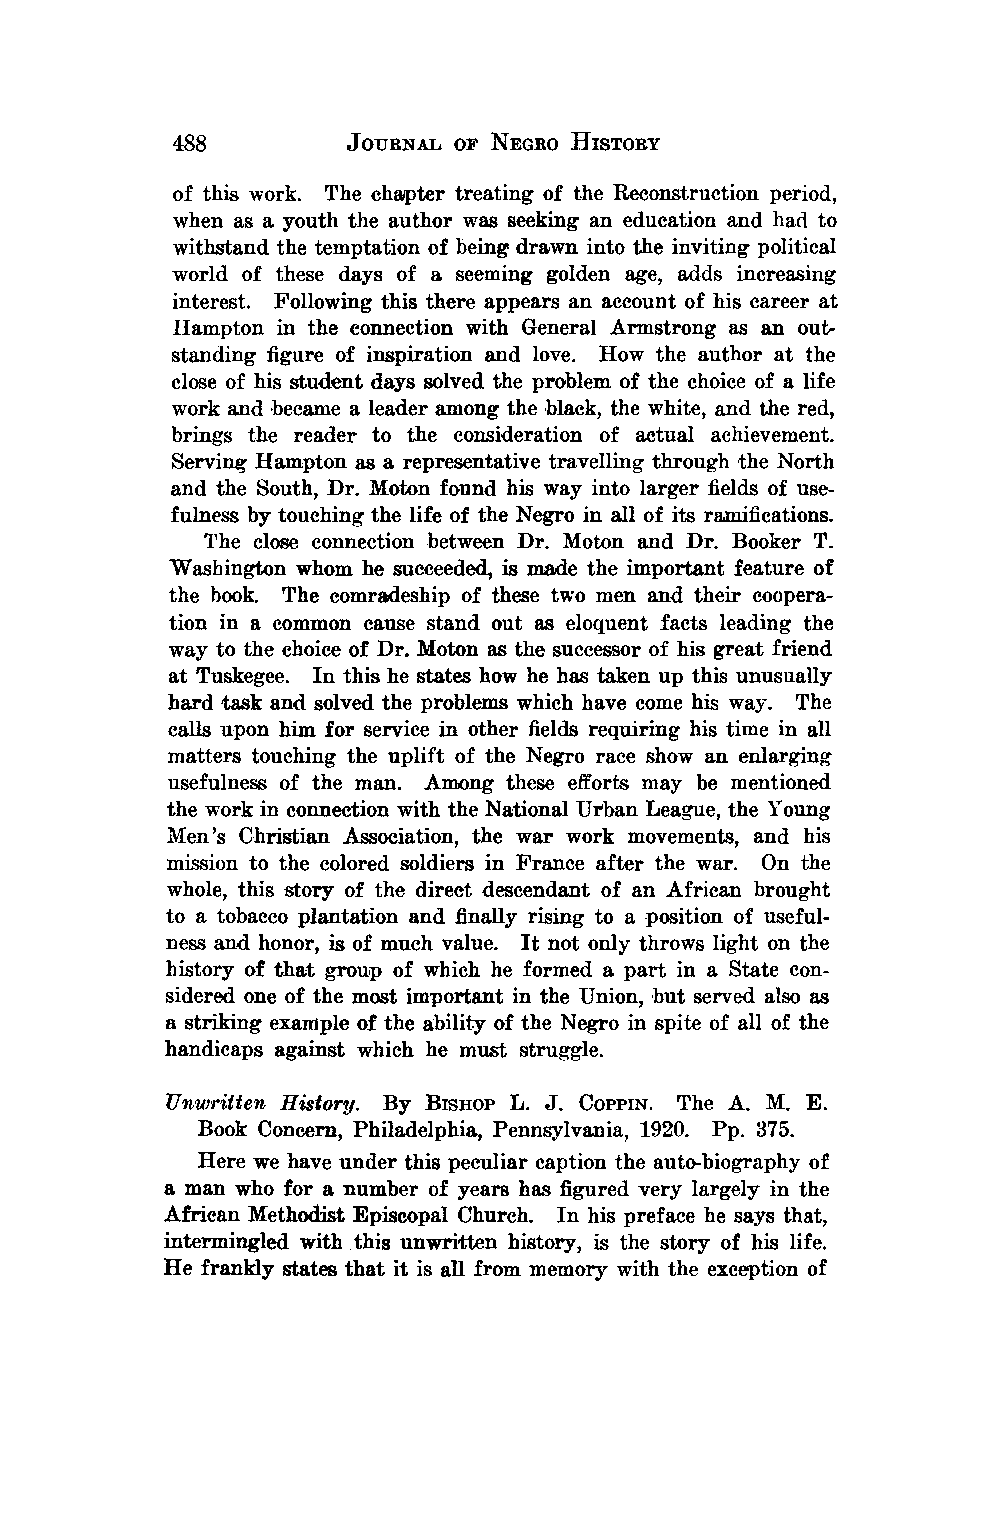 488 JOURNAL OF NEGRO HISTORY
of this work. The chapter treating of the Reconstruction period,
when as a youth the author was seeking an education and had to
withstand the temptation of being drawn into the inviting political
world of these days of a seeming golden age, adds increasing
interest. Following this there appears an account of his career at
Hampton in the connection with General Armstrong as an out-
standing figure of inspiration and love. How the author at the
close of his student days solved the problem of the choice of a life
work and became a leader among the black, the white, and the red,
brings the reader to the consideration of actual achievement.
Serving Hampton as a representative travelling through the North
and the South, Dr. Moton found his way into larger fields of use-
fulness by touching the life of the Negro in all of its ramifications.
The close connection between Dr. Moton and Dr. Booker T.
Washington whom he succeeded, is made the important feature of
the book. The comradeship of these two men and their coopera-
tion in a common cause stand out as eloquent facts leading the
way to the choice of Dr. Moton as the successor of his great friend
at Tuskegee. In this he states how he has taken up this unusually
hard task and solved the problems which have come his way. The
calls upon him for service in other fields requiring his time in all
matters touching the uplift of the Negro race show an enlarging
usefulness of the man. Among these efforts may be mentioned
the work in connection with the National Urban League, the Young
Men's Christian Association, the war work movements, and his
mission to the colored soldiers in France after the war. On the
whole, this story of the direct descendant of an African brought
to a tobacco plantation and finally rising to a position of useful-
ness and honor, is of much value. It not only throws light on the
history of that group of which he formed a part in a State con-
sidered one of the most important in the Union, but served also as
a striking example of the ability of the Negro in spite of all of the
handicaps against which he must struggle.
Unwritten History. By BISHOP L. J. COPPIN. The A. M. E.
Book Concern, Philadelphia, Pennsylvania, 1920. Pp. 375.
Here we have under this peculiar caption the auto-biography of
a man who for a number of years has figured very largely in the
African Methodist Episcopal Church. In his preface he says that,
intermingled with this unwritten history, is the story of his life.
He frankly states that it is all from memory with the exception of